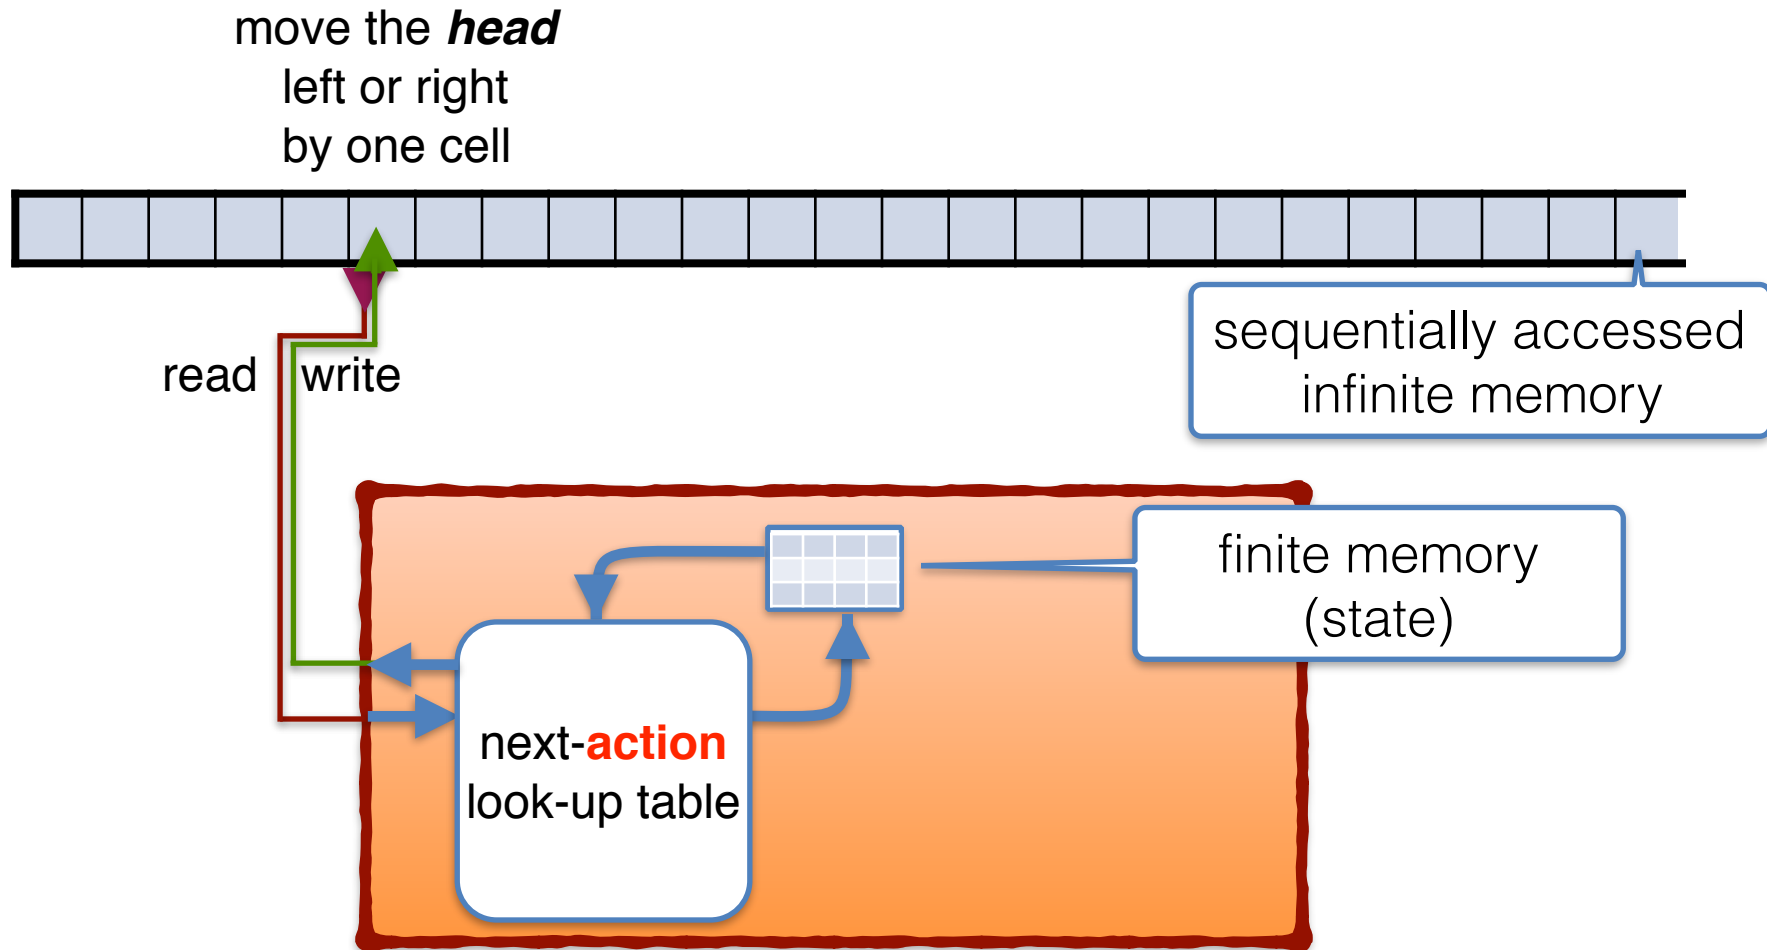 move the head
left or right
by one cell
sequentially accessed
infinite memory
read write
finite memory
(state)
next-action
look-up table